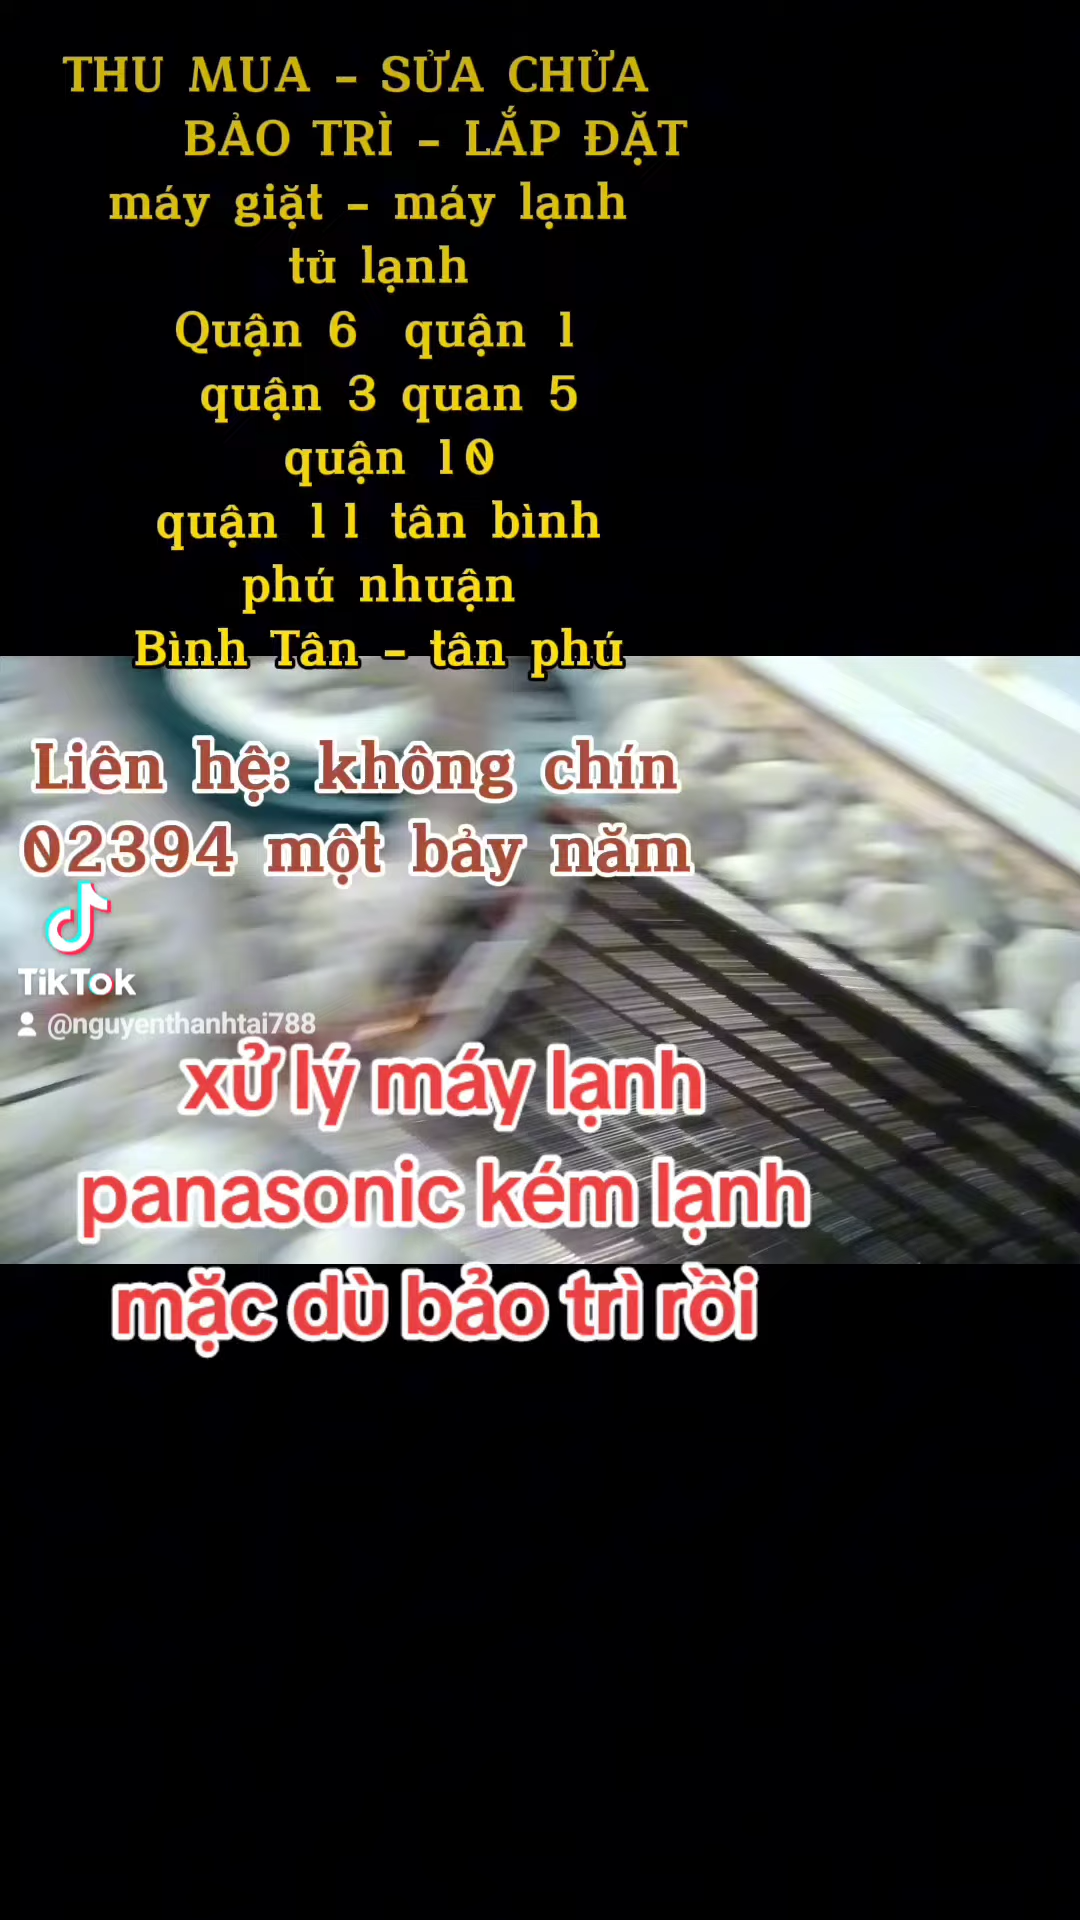 THU MUA - SỬA CHỬA
BẢO TRÌ - LẮP ĐẶT
máy giặt - máy lạnh
tủ lạnh
Quận 6 quận 1
quận 3 quan 5
quận 10
quận 11 tân bình
phú nhuận
Bình Tân - tân phú
Liên hệ: không chín
02394 một bảy năm
TikTok
@nguyenthanhtai788
xử lý máy lạnh
panasonic kém lạnh
mặc dù bảo trì rồi